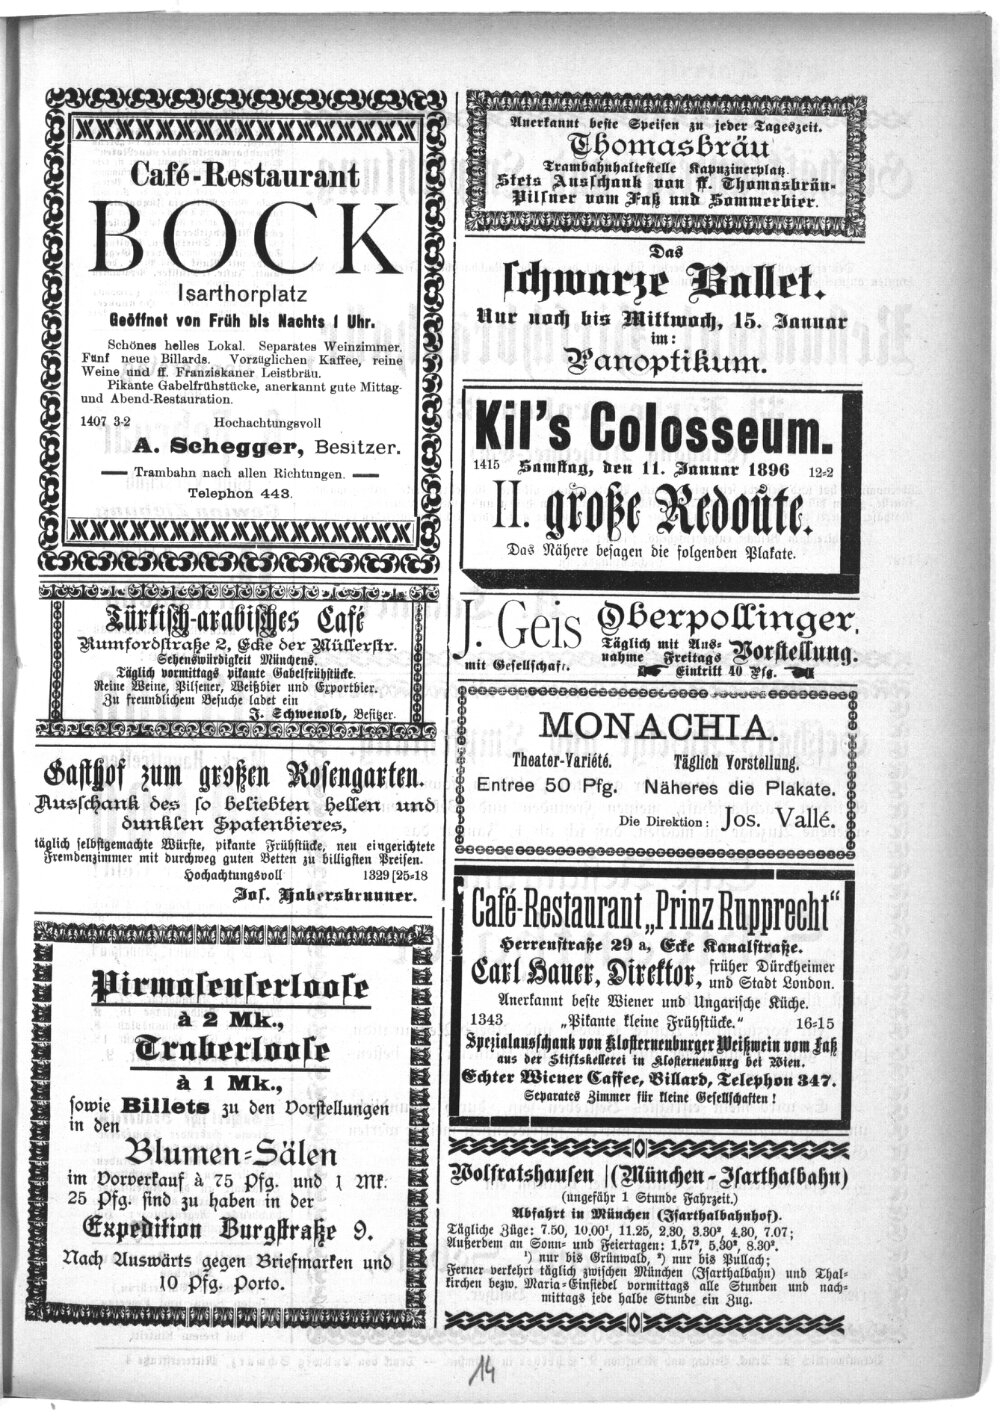 Café-Restaurant
BOCK
Isarthorplatz
Geöffnet von Früh bis Nachts 1 Uhr.
Schönes helles Lokal. Separates Weinzimmer.
Fünf neue Billards. Vorzüglichen Kaffee, reine
Weine und ff. Franziskaner Leistbräu.
Pikante Gabelfrühstücke, anerkannt gute Mittag-
und Abend-Restauration.
1407 3-2 Hochachtungsvoll
A. Schegger, Besitzer.
Trambahn nach allen Richtungen.
Telephon 443.
Türkisch-arabisches Café
Rumfordstraße 2, Ecke der Müllerstr.
Sehenswürdigkeit Münchens.
Täglich vormittags pikante Gabelfrühstücke.
Reine Weine, Pilsener, Weißbier und Exportbier.
Zu freundlichem Besuche ladet ein
J. Schwenold, Besitzer.
Gasthof zum großen Rosengarten.
Ausschank des so beliebten hellen und
dunklen Spatenbieres,
täglich selbstgemachte Würste, pikante Frühstücke, neu eingerichtete
Fremdenzimmer mit durchweg guten Betten zu billigsten Preisen.
Hochachtungsvoll 1329[25=18
Jos. Habersbrunner.
Pirmasenserloose
à 2 Mk.,
Traberloose
à 1 Mk.,
sowie Billets zu den Vorstellungen
in den
Blumen=Sälen
im Vorverkauf à 75 Pfg. und 1 Mk.
25 Pfg. sind zu haben in der
Expedition Burgstraße 9.
Nach Auswärts gegen Briefmarken und
10 Pfg. Porto.
Anerkannt beste Speisen zu jeder Tageszeit.
Thomasbräu
Trambahnhaltestelle Kapuzinerplatz.
Stets Ausschank von ff. Thomasbräu-
Pilsner vom Faß und Sommerbier.
Das
schwarze Ballet.
Nur noch bis Mittwoch, 15. Januar
im:
Panoptikum.
Kil's Colosseum.
1415 Samstag, den 11. Januar 1896 12=2
II. große Redoute.
Das Nähere besagen die folgenden Plakate.
J. Geis Oberpollinger.
mit Gesellschaft. Täglich mit Aus=
nahme Freitags Vorstellung.
Eintritt 40 Pfg.
MONACHIA.
Theater-Variété. Täglich Vorstellung.
Entree 50 Pfg. Näheres die Plakate.
Die Direktion: Jos. Vallé.
Café-Restaurant „Prinz Rupprecht“
Herrenstraße 29 a, Ecke Kanalstraße.
Carl Hauer, Direktor, früher Dürckheimer
und Stadt London.
Anerkannt beste Wiener und Ungarische Küche.
1343 „Pikante kleine Frühstücke.“ 16=15
Spezialausschank von Klosternenburger Weißwein vom Faß
aus der Stiftskellerei in Klosterneuburg bei Wien.
Echter Wiener Caffee, Billard, Telephon 347.
Separates Zimmer für kleine Gesellschaften!
Wolfratshausen (München-Isarthalbahn)
(ungefähr 1 Stunde Fahrzeit.)
Abfahrt in München (Isarthalbahnhof).
Tägliche Züge: 7.50, 10.00¹, 11.25, 2.30, 3.30², 4.30, 7.07;
Außerdem an Sonn= und Feiertagen: 1.57², 5.30², 8.30².
¹) nur bis Grünwald, ²) nur bis Pullach;
Ferner verkehrt täglich zwischen München (Isarthalbahn) und Thal=
kirchen bezw. Maria=Einsiedel vormittags alle Stunden und nach=
mittags jede halbe Stunde ein Zug.
14